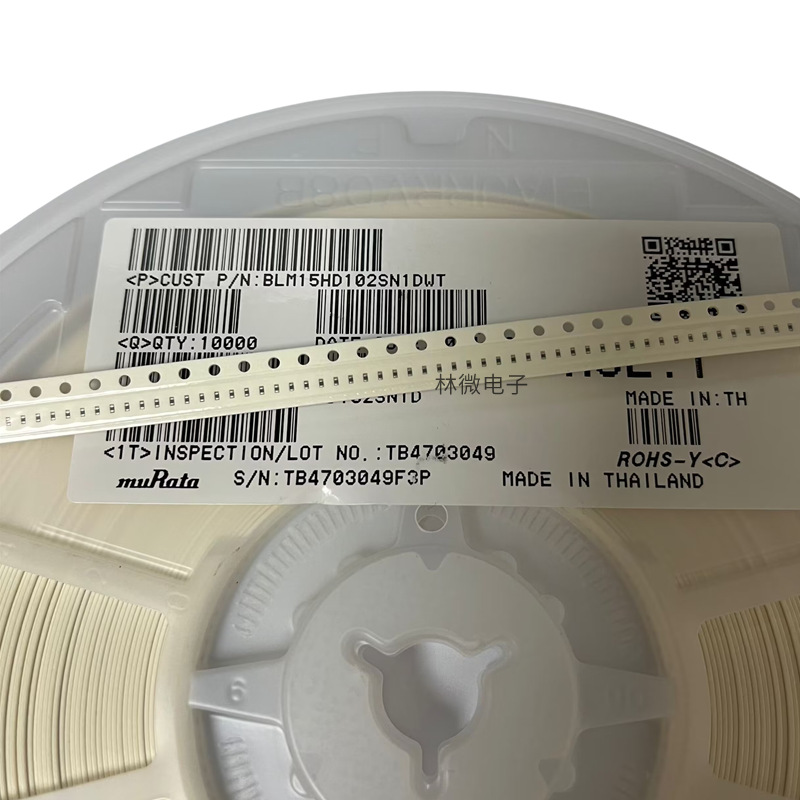 <P>CUST P/N:BLM15HD102SN1DWT
<Q>QTY:10000
林微电子
MADE IN:TH
<1T>INSPECTION/LOT NO.:TB4703049
ROHS-Y<C>
muRata
S/N:TB4703049F3P
MADE IN THAILAND
6